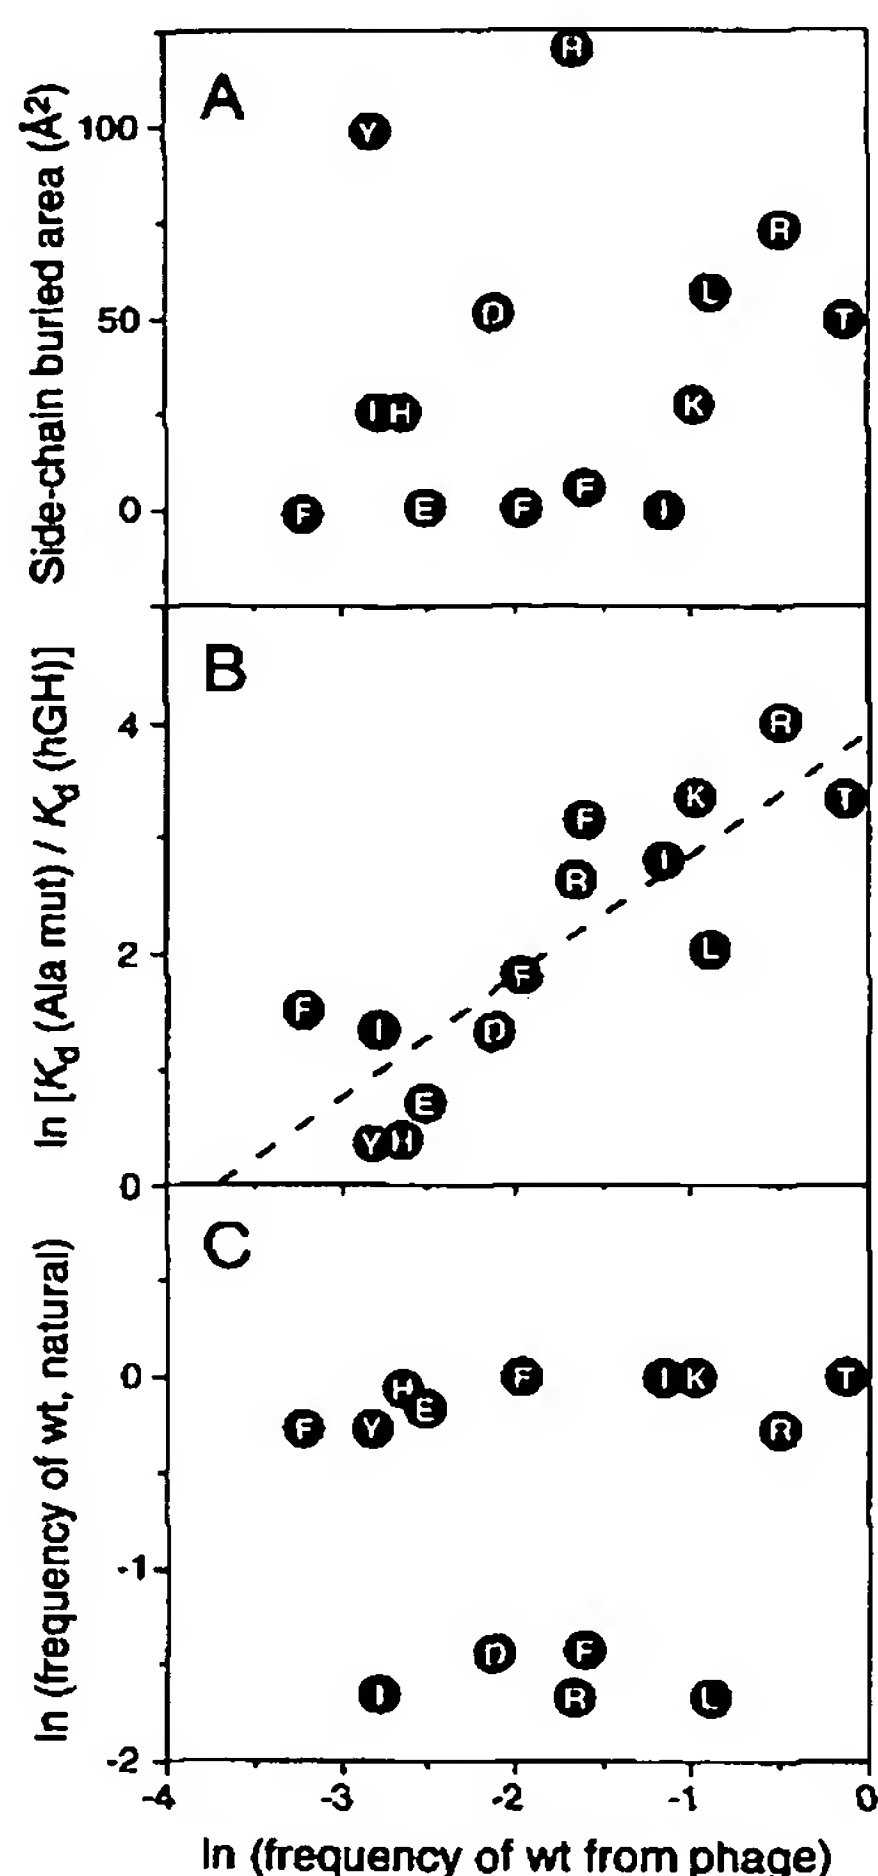 A
Side-chain buried area (Å²)
100
50
0
R
Y
R
L
D
T
I H
K
F
E
F
F
I
B
ln [Kd (Ala mut) / Kd (hGH)]
4
2
0
R
K
T
F
I
R
L
F
F
I
D
E
Y H
C
ln (frequency of wt, natural)
0
-1
-2
H
F
I K
T
F
Y
E
R
D
F
I
R
L
-4
-3
-2
-1
0
ln (frequency of wt from phage)